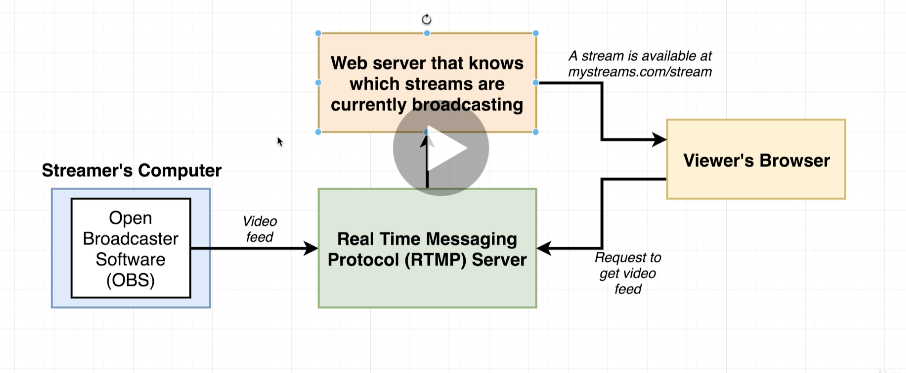 Web server that knows
which streams are
currently broadcasting
A stream is available at
mystreams.com/stream
Viewer's Browser
Streamer's Computer
Open
Broadcaster
Software
(OBS)
Video
feed
Real Time Messaging
Protocol (RTMP) Server
Request to
get video
feed